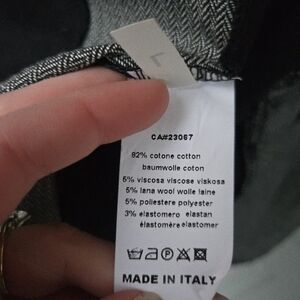 L
CA#23067
82% cotone cotton
baumwolle coton
5% viscosa viscose viskosa
5% lana wool wolle laine
5% poliestere polyester
3% elastomero elastan
élastomère elastomer
MADE IN ITALY